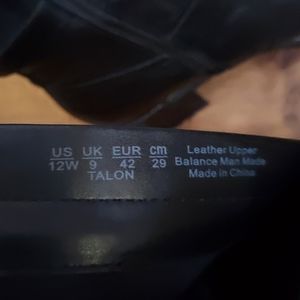 US UK EUR cm Leather Upper
12W 9 42 29 Balance Man Made
TALON Made in China